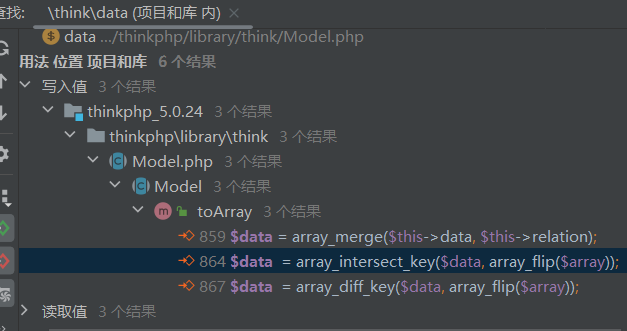 查找: \think\data (项目和库 内) ×
data .../thinkphp/library/think/Model.php
用法 位置 项目和库 6 个结果
写入值 3 个结果
thinkphp_5.0.24 3 个结果
thinkphp\library\think 3 个结果
Model.php 3 个结果
Model 3 个结果
toArray 3 个结果
859 $data = array_merge($this->data, $this->relation);
864 $data = array_intersect_key($data, array_flip($array));
867 $data = array_diff_key($data, array_flip($array));
读取值 3 个结果